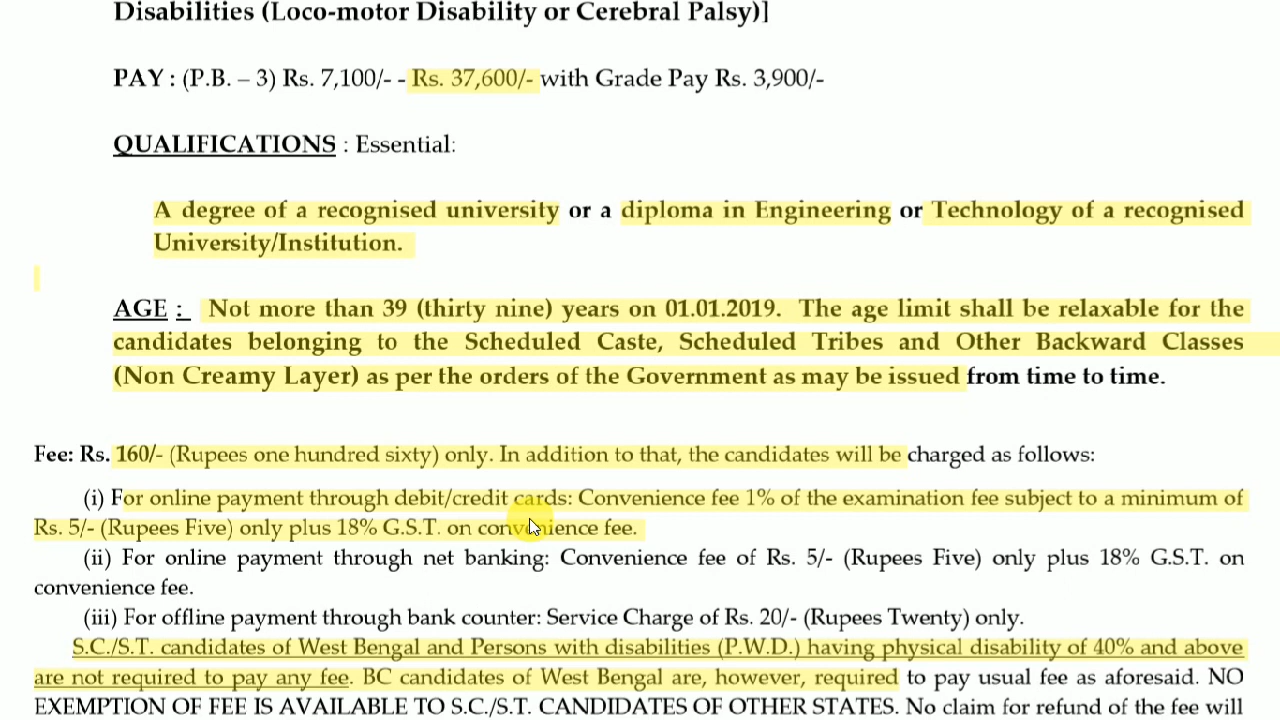 Disabilities (Loco-motor Disability or Cerebral Palsy)]
PAY : (P.B. – 3) Rs. 7,100/- - Rs. 37,600/- with Grade Pay Rs. 3,900/-
QUALIFICATIONS : Essential:
A degree of a recognised university or a diploma in Engineering or Technology of a recognised
University/Institution.
AGE : Not more than 39 (thirty nine) years on 01.01.2019. The age limit shall be relaxable for the
candidates belonging to the Scheduled Caste, Scheduled Tribes and Other Backward Classes
(Non Creamy Layer) as per the orders of the Government as may be issued from time to time.
Fee: Rs. 160/- (Rupees one hundred sixty) only. In addition to that, the candidates will be charged as follows:
(i) For online payment through debit/credit cards: Convenience fee 1% of the examination fee subject to a minimum of
Rs. 5/- (Rupees Five) only plus 18% G.S.T. on convenience fee.
(ii) For online payment through net banking: Convenience fee of Rs. 5/- (Rupees Five) only plus 18% G.S.T. on
convenience fee.
(iii) For offline payment through bank counter: Service Charge of Rs. 20/- (Rupees Twenty) only.
S.C./S.T. candidates of West Bengal and Persons with disabilities (P.W.D.) having physical disability of 40% and above
are not required to pay any fee. BC candidates of West Bengal are, however, required to pay usual fee as aforesaid. NO
EXEMPTION OF FEE IS AVAILABLE TO S.C./S.T. CANDIDATES OF OTHER STATES. No claim for refund of the fee will